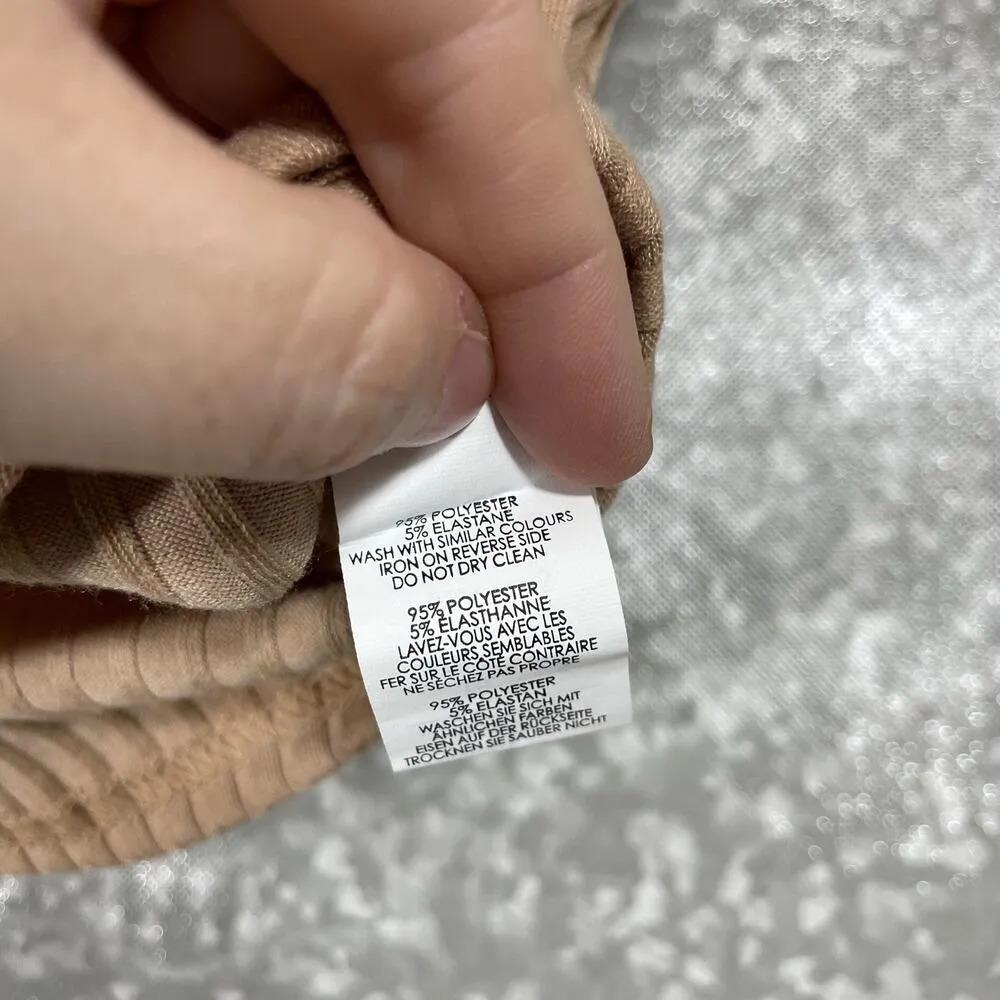 95% POLYESTER
5% ELASTANE
WASH WITH SIMILAR COLOURS
IRON ON REVERSE SIDE
DO NOT DRY CLEAN
95% POLYESTER
5% ELASTHANNE
LAVEZ-VOUS AVEC LES
COULEURS SEMBLABLES
FER SUR LE CÔTÉ CONTRAIRE
NE SECHEZ PAS PROPRE
95% POLYESTER
5% ELASTAN
WASCHEN SIE SICH MIT
ÄHNLICHEN FARBEN
EISEN AUF DER RÜCKSEITE
TROCKNEN SIE SAUBER NICHT